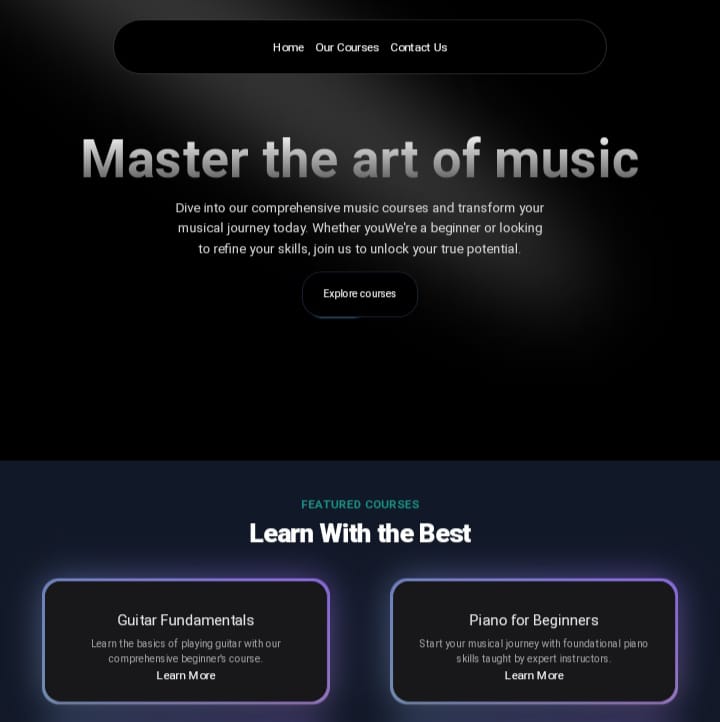 Home Our Courses Contact Us
Master the art of music
Dive into our comprehensive music courses and transform your
musical journey today. Whether youWe're a beginner or looking
to refine your skills, join us to unlock your true potential.
Explore courses
FEATURED COURSES
Learn With the Best
Guitar Fundamentals
Learn the basics of playing guitar with our
comprehensive beginner's course.
Learn More
Piano for Beginners
Start your musical journey with foundational piano
skills taught by expert instructors.
Learn More